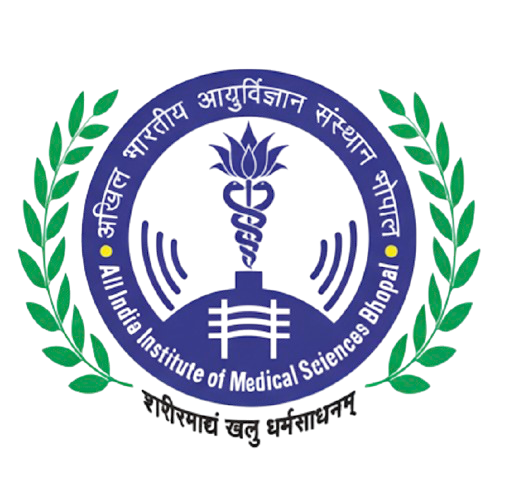 अखिल भारतीय आयुर्विज्ञान संस्थान भोपाल
All India Institute of Medical Sciences Bhopal
शरीरमाद्यं खलु धर्मसाधनम्